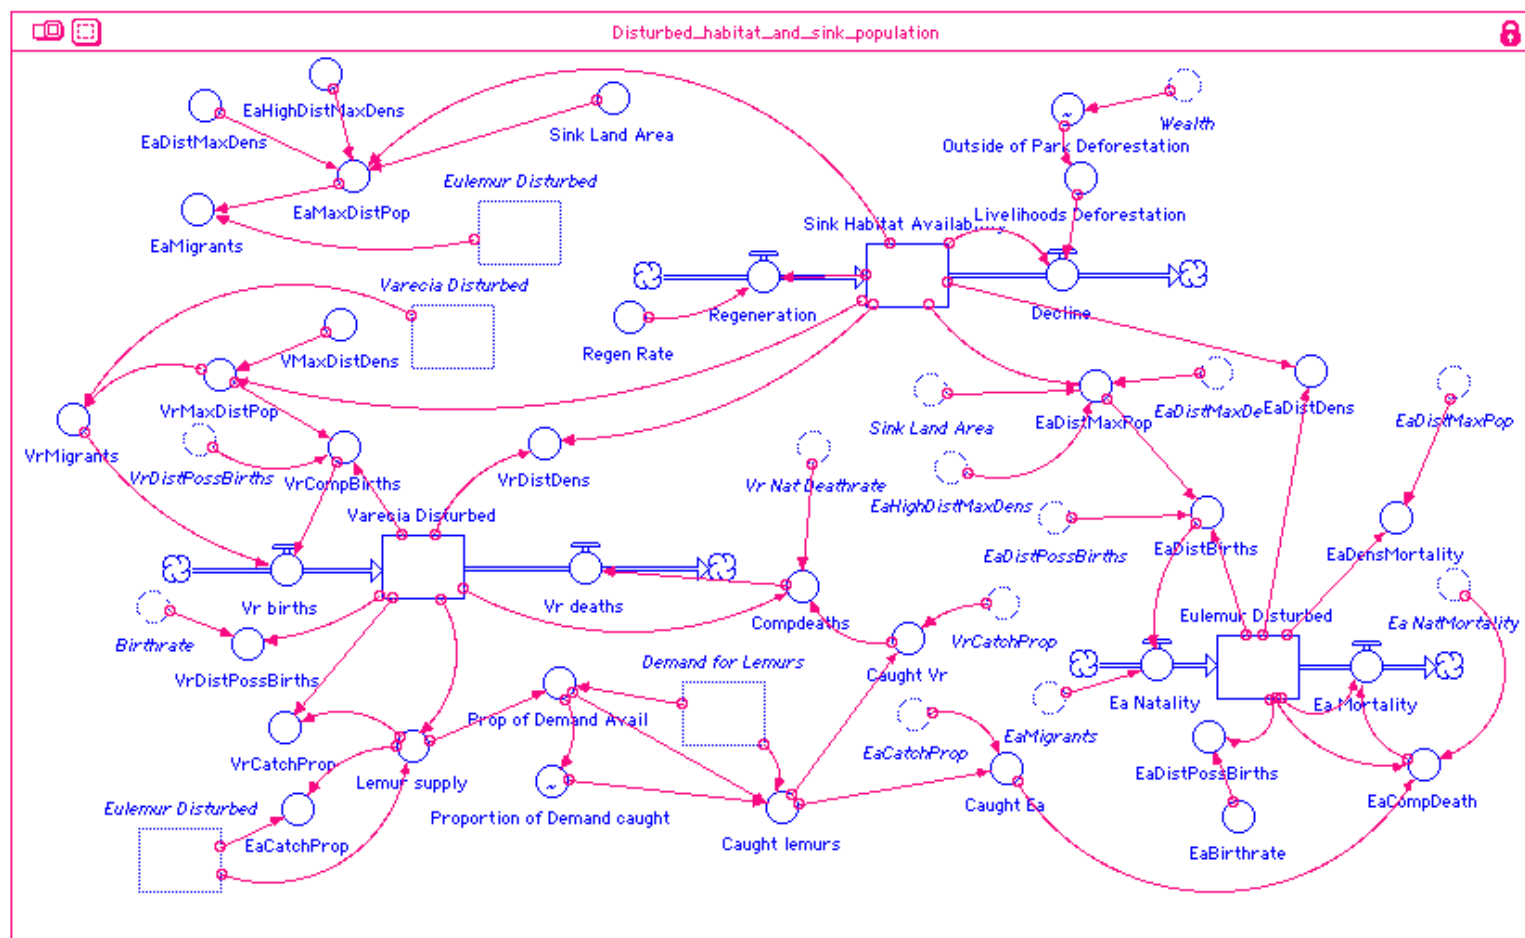 Disturbed_habitat_and_sink_population
EaHighDistMaxDens
EaDistMaxDens
Sink Land Area
Wealth
Outside of Park Deforestation
Eulemur Disturbed
EaMaxDistPop
EaMigrants
Livelihoods Deforestation
Sink Habitat Availab
Varecia Disturbed
Regeneration
Decline
Regen Rate
VMaxDistDens
VrMaxDistPop
EaDistMaxDe
EaDistDens
EaDistMaxPop
Sink Land Area
EaDistMaxPop
VrMigrants
VrDistPossBirths
VrCompBirths
VrDistDens
Vr Nat Deathrate
EaHighDistMaxDens
Varecia Disturbed
EaDistPossBirths
EaDistBirths
EaDensMortality
Vr births
Vr deaths
Compdeaths
Birthrate
VrDistPossBirths
VrCatchProp
Eulemur Disturbed
Ea NatMortality
Demand for Lemurs
Caught Vr
Prop of Demand Avail
Ea Natality
Ea Mortality
EaMigrants
VrCatchProp
Lemur supply
EaCatchProp
EaDistPossBirths
Eulemur Disturbed
Proportion of Demand caught
Caught Ea
EaCompDeath
EaCatchProp
Caught lemurs
EaBirthrate